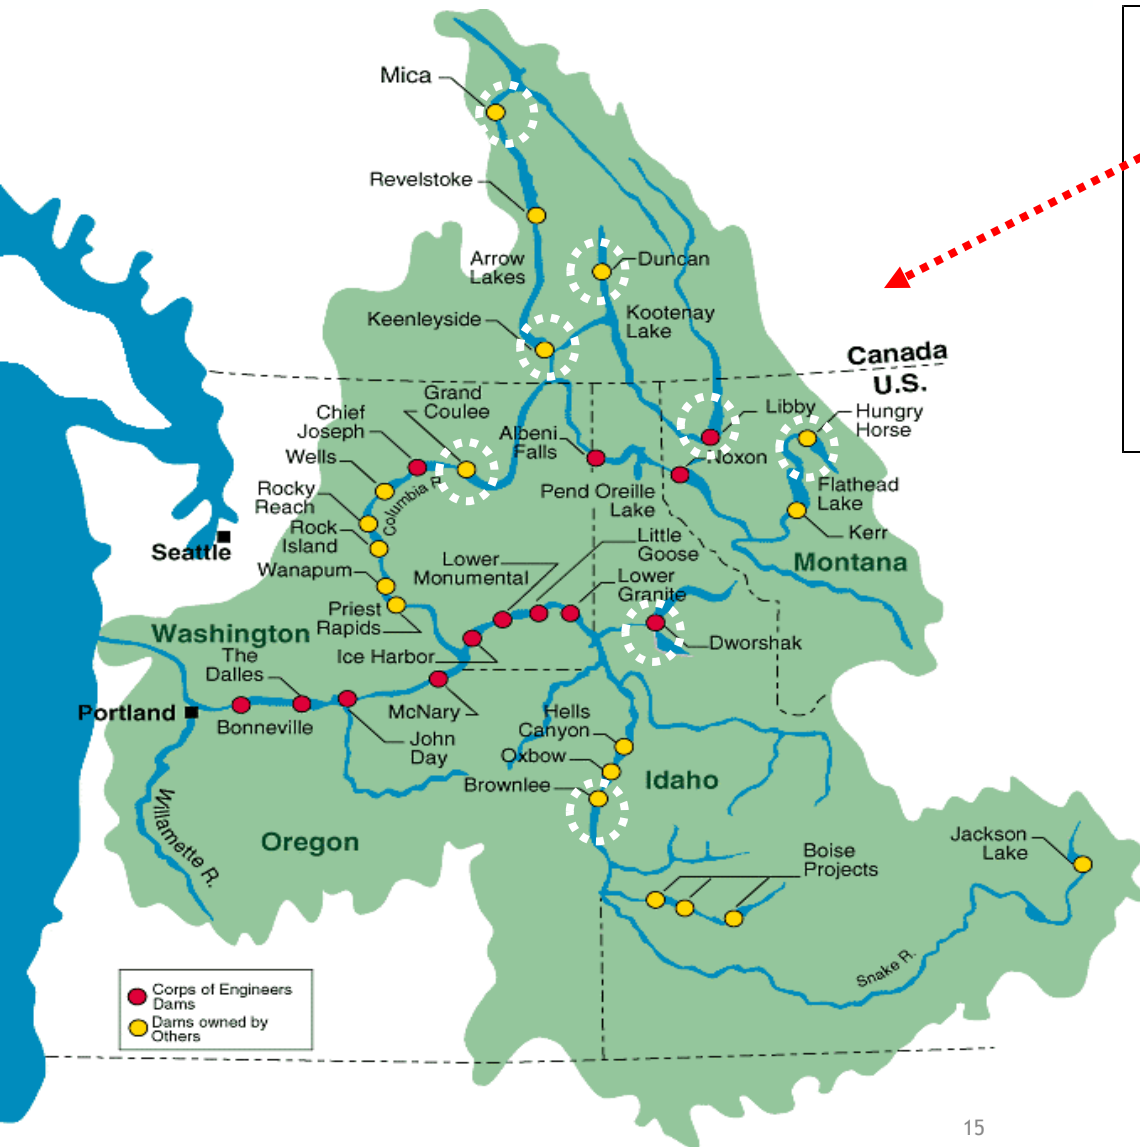 Mica
Revelstoke
Arrow
Lakes
Duncan
Kootenay
Lake
Keenleyside
Canada
U.S.
Grand
Coulee
Chief
Joseph
Libby
Hungry
Horse
Albeni
Falls
Noxon
Wells
Columbia R.
Pend Oreille
Lake
Flathead
Lake
Rocky
Reach
Rock
Island
Kerr
Little
Goose
Seattle
Montana
Lower
Monumental
Wanapum
Lower
Granite
Priest
Rapids
Washington
Ice Harbor
Dworshak
The
Dalles
Portland
Bonneville
McNary
John
Day
Hells
Canyon
Oxbow
Brownlee
Idaho
Willamette R.
Oregon
Boise
Projects
Jackson
Lake
Snake R.
Corps of Engineers
Dams
Dams owned by
Others
15